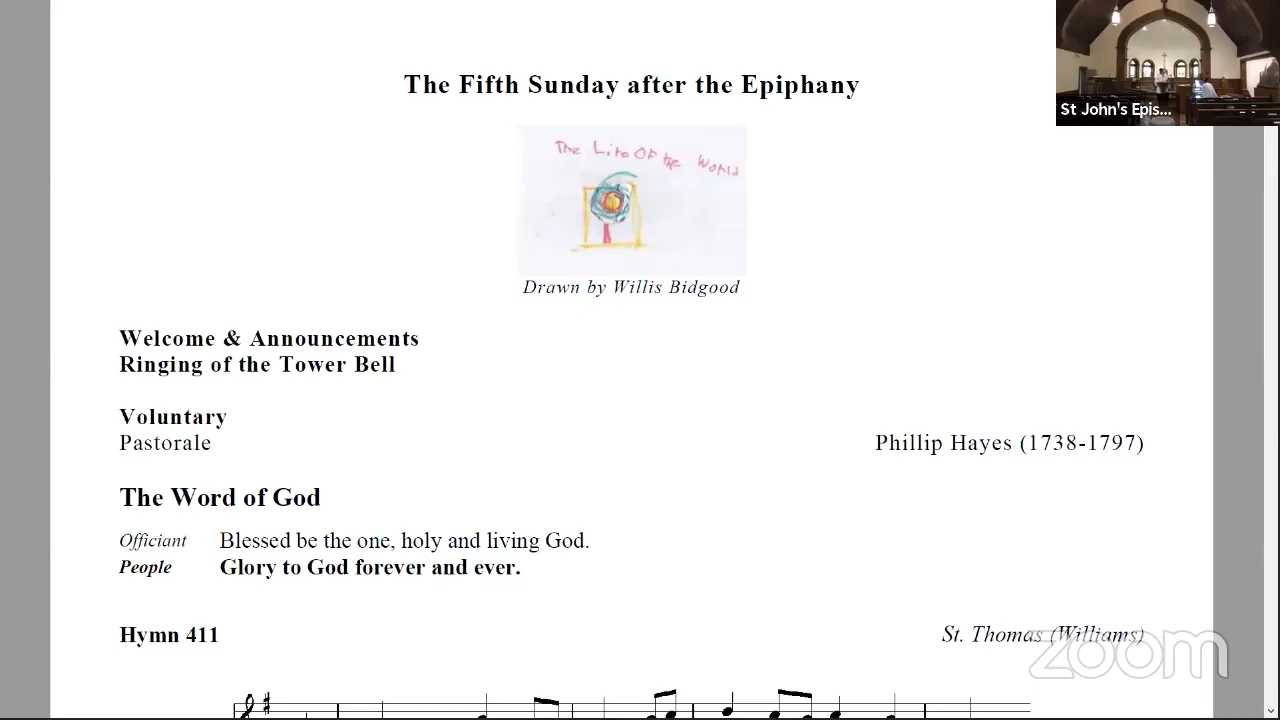 The Fifth Sunday after the Epiphany
St John's Epis...
The Lite Of the World
Drawn by Willis Bidgood
Welcome & Announcements
Ringing of the Tower Bell
Voluntary
Pastorale Phillip Hayes (1738-1797)
The Word of God
Officiant Blessed be the one, holy and living God.
People Glory to God forever and ever.
Hymn 411 St. Thomas (Williams)
zoom